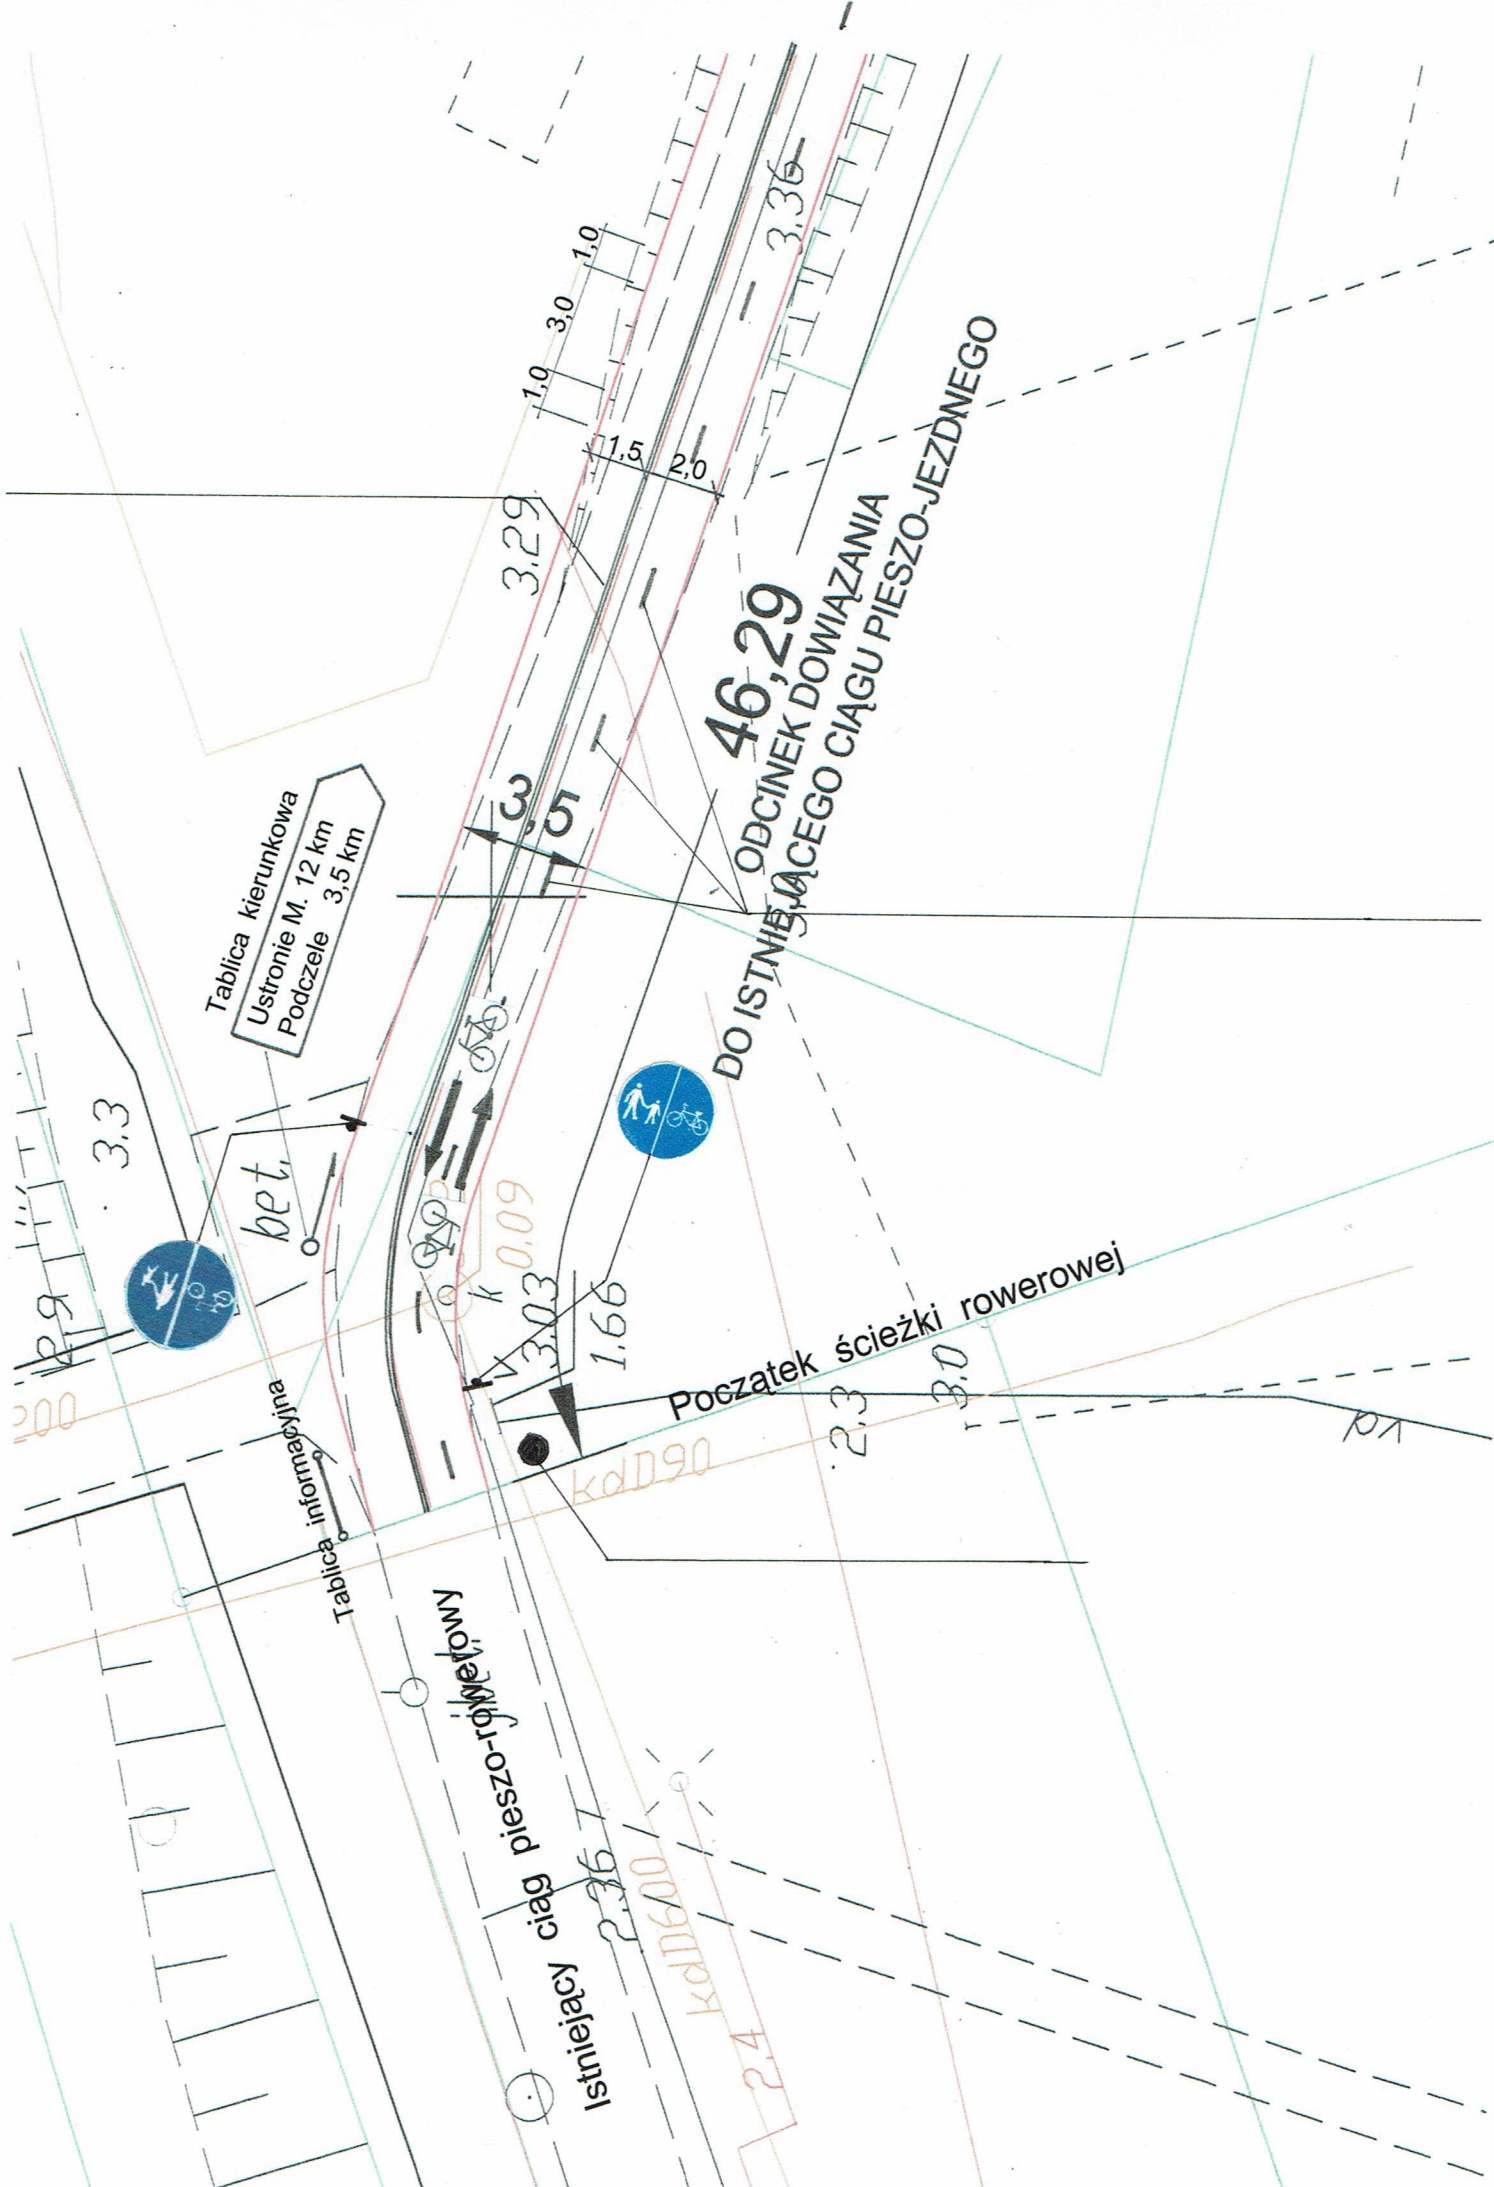 3.36
1,0
3,0
1,0
1,5
2,0
3.29
46,29
ODCINEK DOWIĄZANIA
DO ISTNIEJĄCEGO CIĄGU PIESZO-JEZDNEGO
3,5
Tablica kierunkowa
Ustronie M. 12 km
Podczele 3,5 km
3.3
bet.
0.09
k
3.03
1.66
Początek ścieżki rowerowej
2.3
3.0
kdD90
Tablica informacyjna
Istniejący ciąg pieszo-rowerowy
2.36
kdD600
2.4